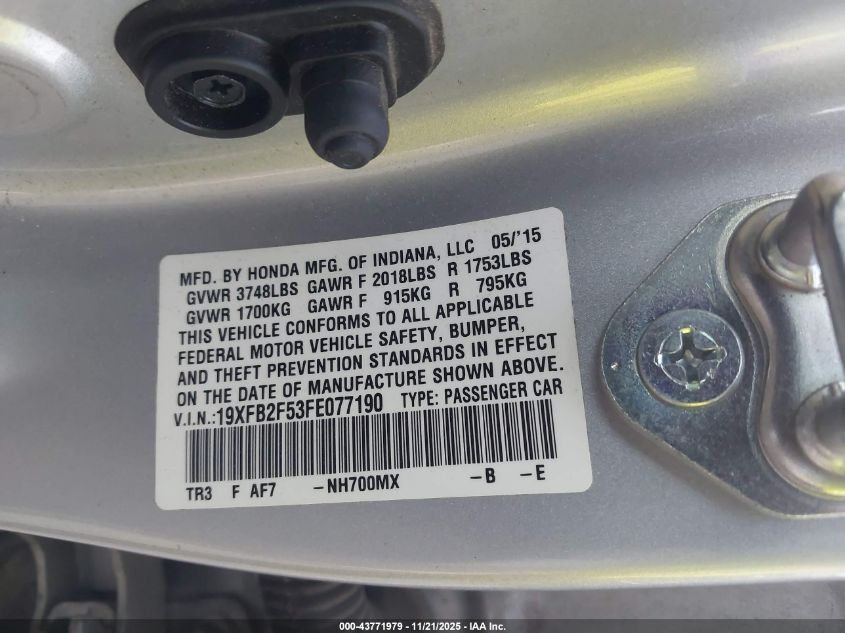 MFD. BY HONDA MFG. OF INDIANA, LLC 05/'15
GVWR 3748LBS GAWR F 2018LBS R 1753LBS
GVWR 1700KG GAWR F 915KG R 795KG
THIS VEHICLE CONFORMS TO ALL APPLICABLE
FEDERAL MOTOR VEHICLE SAFETY, BUMPER,
AND THEFT PREVENTION STANDARDS IN EFFECT
ON THE DATE OF MANUFACTURE SHOWN ABOVE.
V.I.N.:19XFB2F53FE077190 TYPE: PASSENGER CAR
TR3 F AF7 -NH700MX -B -E
000-43771979 | 11/21/2025 | IAA Inc.